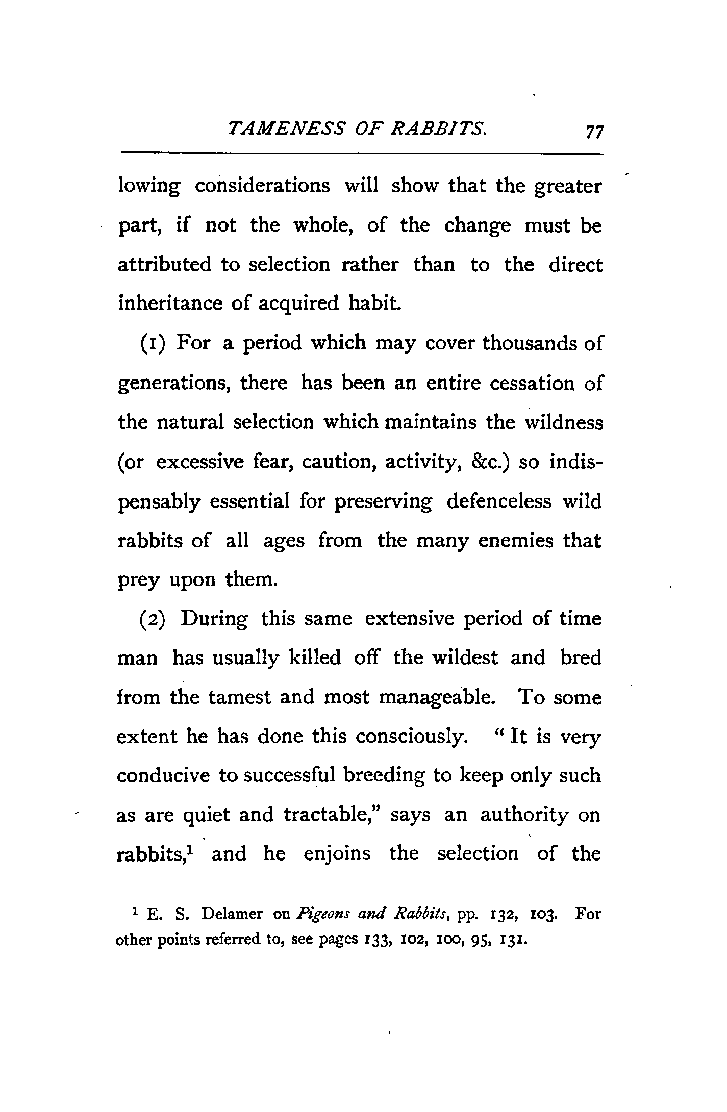 TAMENESS OF RABBITS. 77
lowing considerations will show that the greater
part, if not the whole, of the change must be
attributed to selection rather than to the direct
inheritance of acquired habit.
(1) For a period which may cover thousands of
generations, there has been an entire cessation of
the natural selection which maintains the wildness
(or excessive fear, caution, activity, &c.) so indis-
pensably essential for preserving defenceless wild
rabbits of all ages from the many enemies that
prey upon them.
(2) During this same extensive period of time
man has usually killed off the wildest and bred
from the tamest and most manageable. To some
extent he has done this consciously. “ It is very
conducive to successful breeding to keep only such
as are quiet and tractable,” says an authority on
rabbits,¹ and he enjoins the selection of the
¹ E. S. Delamer on Pigeons and Rabbits, pp. 132, 103. For
other points referred to, see pages 133, 102, 100, 95, 131.